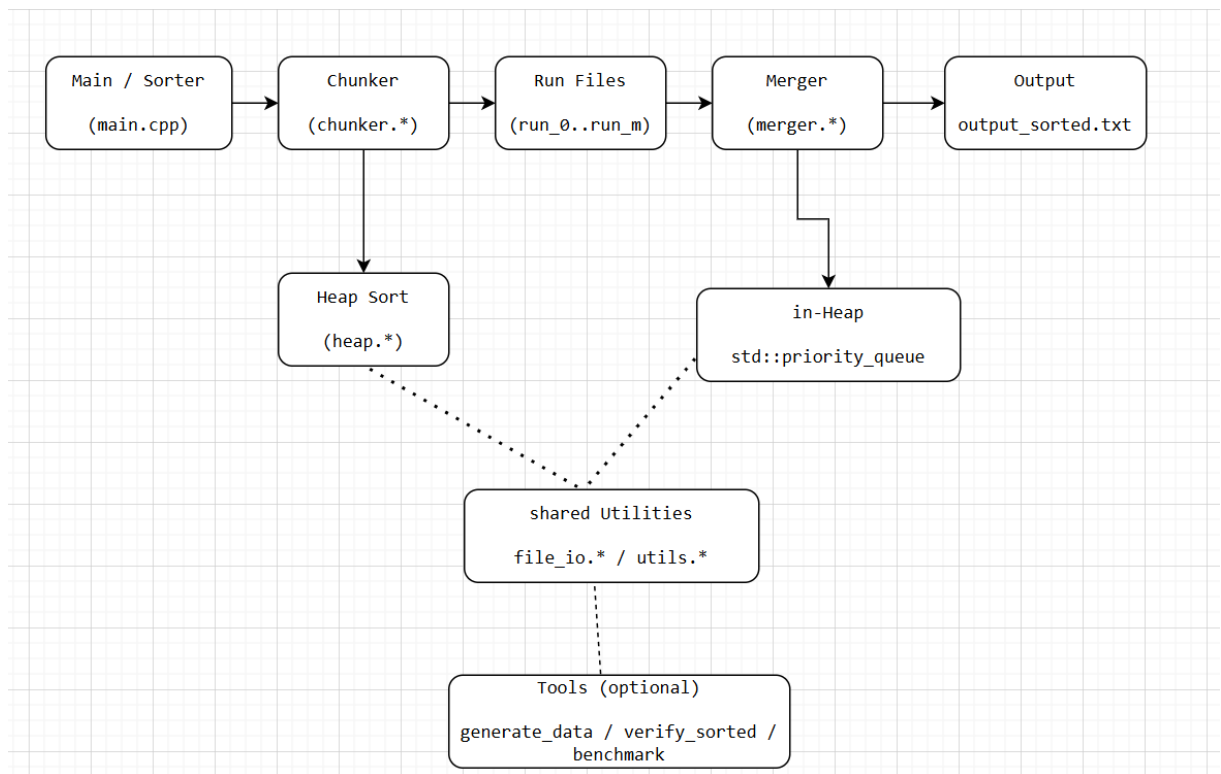 Main / Sorter
(main.cpp)
Chunker
(chunker.*)
Run Files
(run_0..run_m)
Merger
(merger.*)
Output
output_sorted.txt
Heap Sort
(heap.*)
in-Heap
std::priority_queue
shared Utilities
file_io.* / utils.*
Tools (optional)
generate_data / verify_sorted /
benchmark